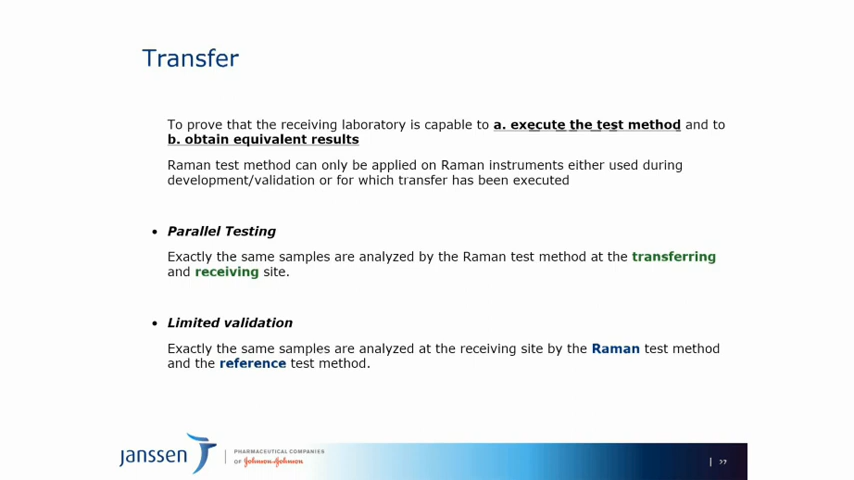 Transfer
To prove that the receiving laboratory is capable to a. execute the test method and to
b. obtain equivalent results
Raman test method can only be applied on Raman instruments either used during
development/validation or for which transfer has been executed
• Parallel Testing
Exactly the same samples are analyzed by the Raman test method at the transferring
and receiving site.
• Limited validation
Exactly the same samples are analyzed at the receiving site by the Raman test method
and the reference test method.
janssen
PHARMACEUTICAL COMPANIES
OF Johnson & Johnson